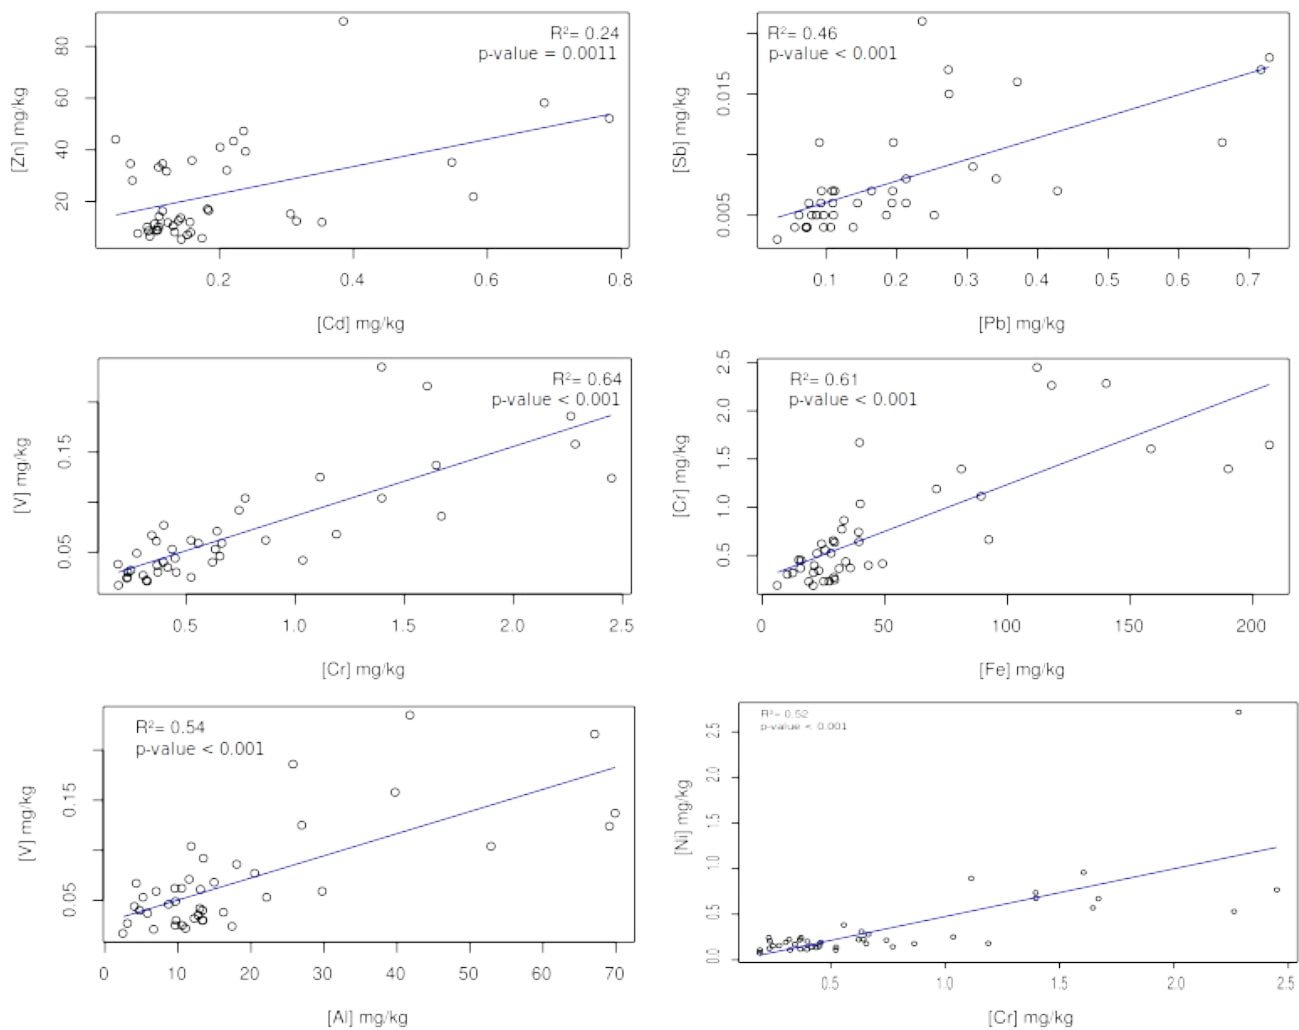 R²= 0.24
p-value = 0.0011
[Zn] mg/kg
80
60
40
20
0.2 0.4 0.6 0.8
[Cd] mg/kg
R²= 0.46
p-value < 0.001
[Sb] mg/kg
0.015
0.005
0.1 0.2 0.3 0.4 0.5 0.6 0.7
[Pb] mg/kg
R²= 0.64
p-value < 0.001
[V] mg/kg
0.15
0.05
0.5 1.0 1.5 2.0 2.5
[Cr] mg/kg
R²= 0.61
p-value < 0.001
[Cr] mg/kg
2.5
2.0
1.5
1.0
0.5
0 50 100 150 200
[Fe] mg/kg
R²= 0.54
p-value < 0.001
[V] mg/kg
0.15
0.05
0 10 20 30 40 50 60 70
[Al] mg/kg
R²= 0.52
p-value < 0.001
[Ni] mg/kg
2.5
2.0
1.5
1.0
0.5
0.0
0.5 1.0 1.5 2.0 2.5
[Cr] mg/kg